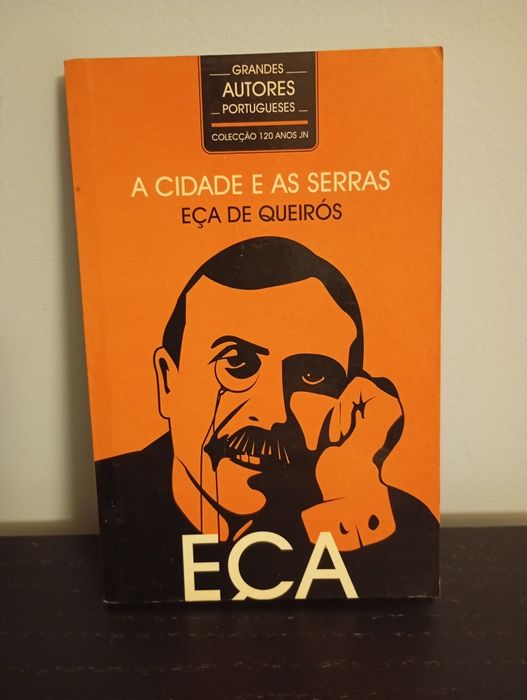 GRANDES
AUTORES
PORTUGUESES
COLECÇÃO 120 ANOS JN
A CIDADE E AS SERRAS
EÇA DE QUEIRÓS
EÇA